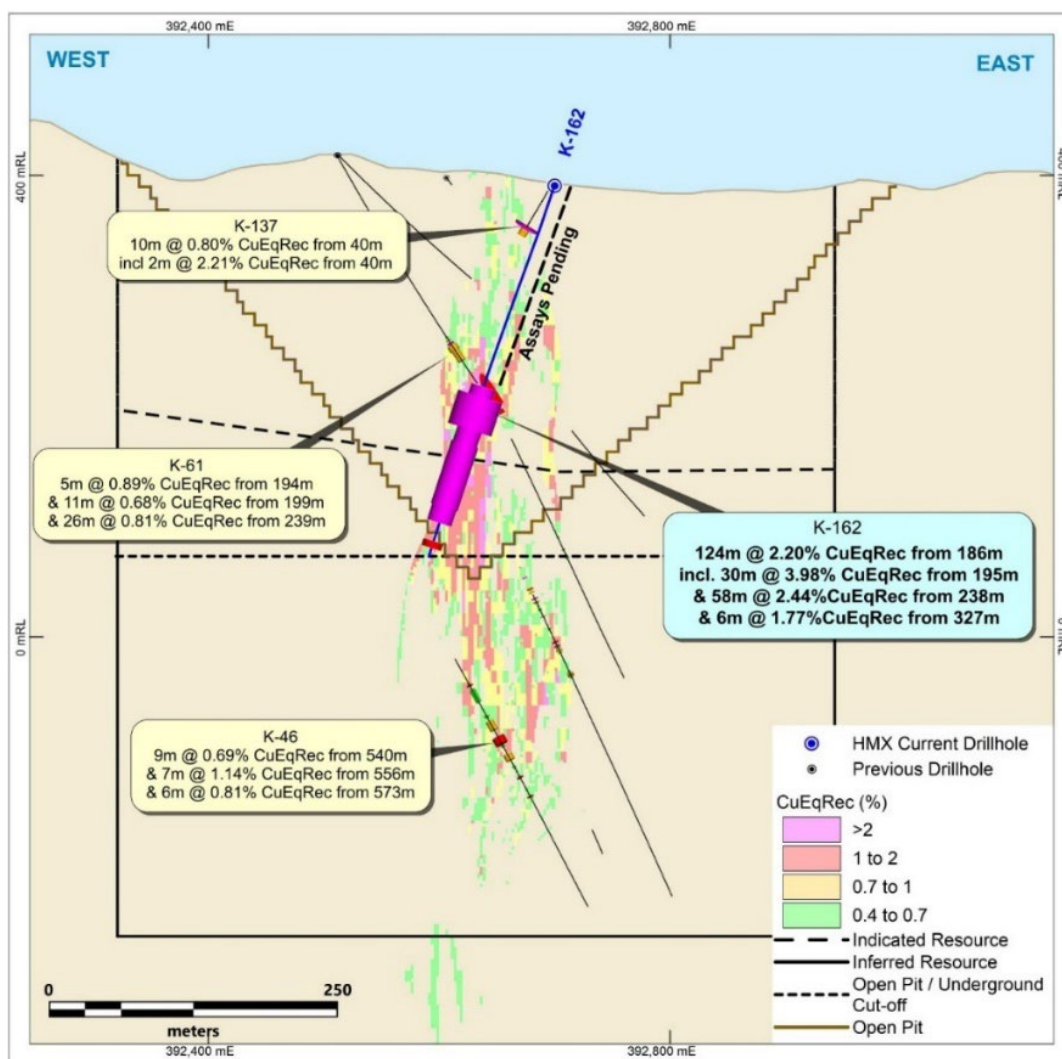 392,400 mE
392,800 mE
WEST
EAST
K-162
400 mRL
K-137
10m @ 0.80% CuEqRec from 40m
incl 2m @ 2.21% CuEqRec from 40m
Assays Pending
K-61
5m @ 0.89% CuEqRec from 194m
& 11m @ 0.68% CuEqRec from 199m
& 26m @ 0.81% CuEqRec from 239m
K-162
124m @ 2.20% CuEqRec from 186m
incl. 30m @ 3.98% CuEqRec from 195m
& 58m @ 2.44%CuEqRec from 238m
& 6m @ 1.77%CuEqRec from 327m
0 mRL
K-46
9m @ 0.69% CuEqRec from 540m
& 7m @ 1.14% CuEqRec from 556m
& 6m @ 0.81% CuEqRec from 573m
HMX Current Drillhole
Previous Drillhole
CuEqRec (%)
>2
1 to 2
0.7 to 1
0.4 to 0.7
Indicated Resource
Inferred Resource
Open Pit / Underground
Cut-off
Open Pit
0 250
meters
392,400 mE
392,800 mE